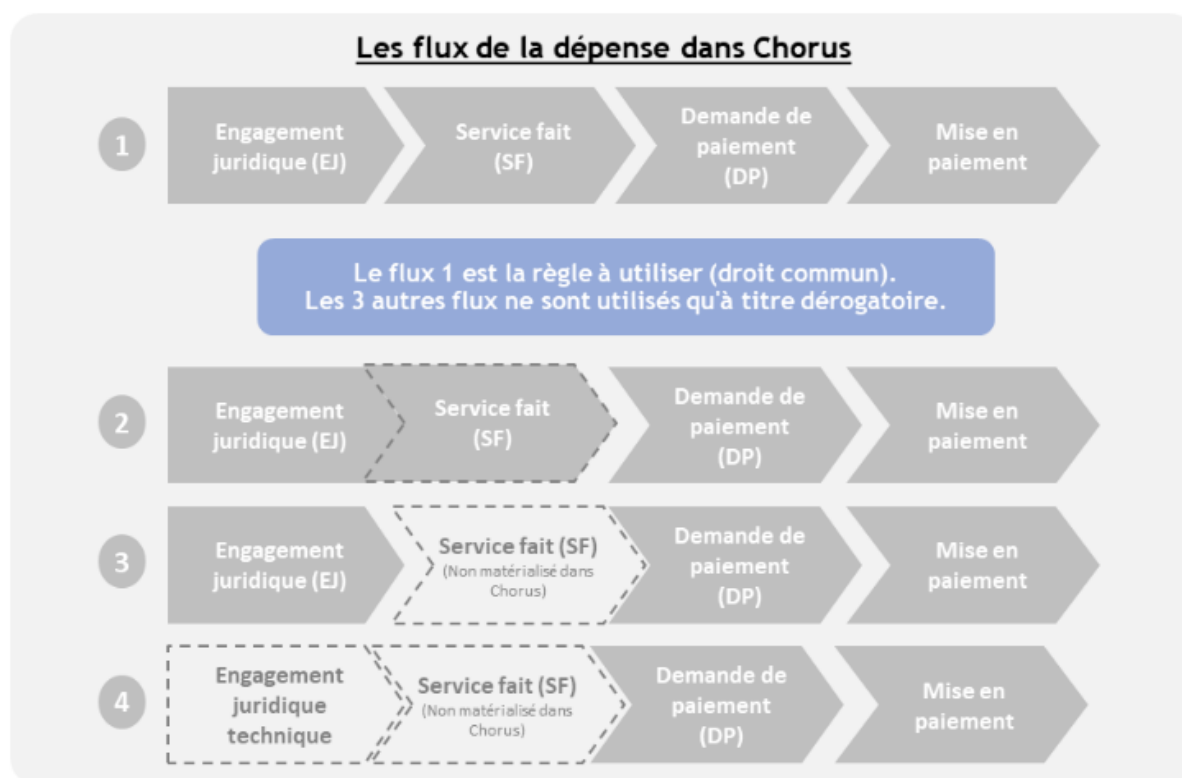 Les flux de la dépense dans Chorus
1
Engagement
juridique (EJ)
Service fait
(SF)
Demande de
paiement
(DP)
Mise en
paiement
Le flux 1 est la règle à utiliser (droit commun).
Les 3 autres flux ne sont utilisés qu'à titre dérogatoire.
2
Engagement
juridique (EJ)
Service fait
(SF)
Demande de
paiement
(DP)
Mise en
paiement
3
Engagement
juridique (EJ)
Service fait (SF)
(Non matérialisé dans
Chorus)
Demande de
paiement
(DP)
Mise en
paiement
4
Engagement
juridique
technique
Service fait (SF)
(Non matérialisé dans
Chorus)
Demande de
paiement
(DP)
Mise en
paiement